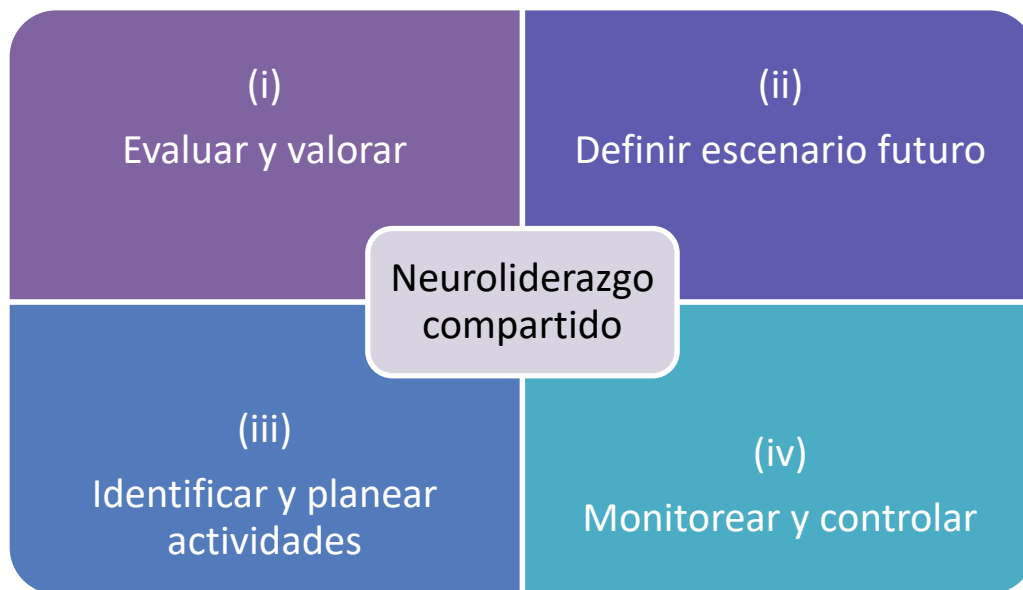 (i)
Evaluar y valorar
(ii)
Definir escenario futuro
Neuroliderazgo
compartido
(iii)
Identificar y planear
actividades
(iv)
Monitorear y controlar